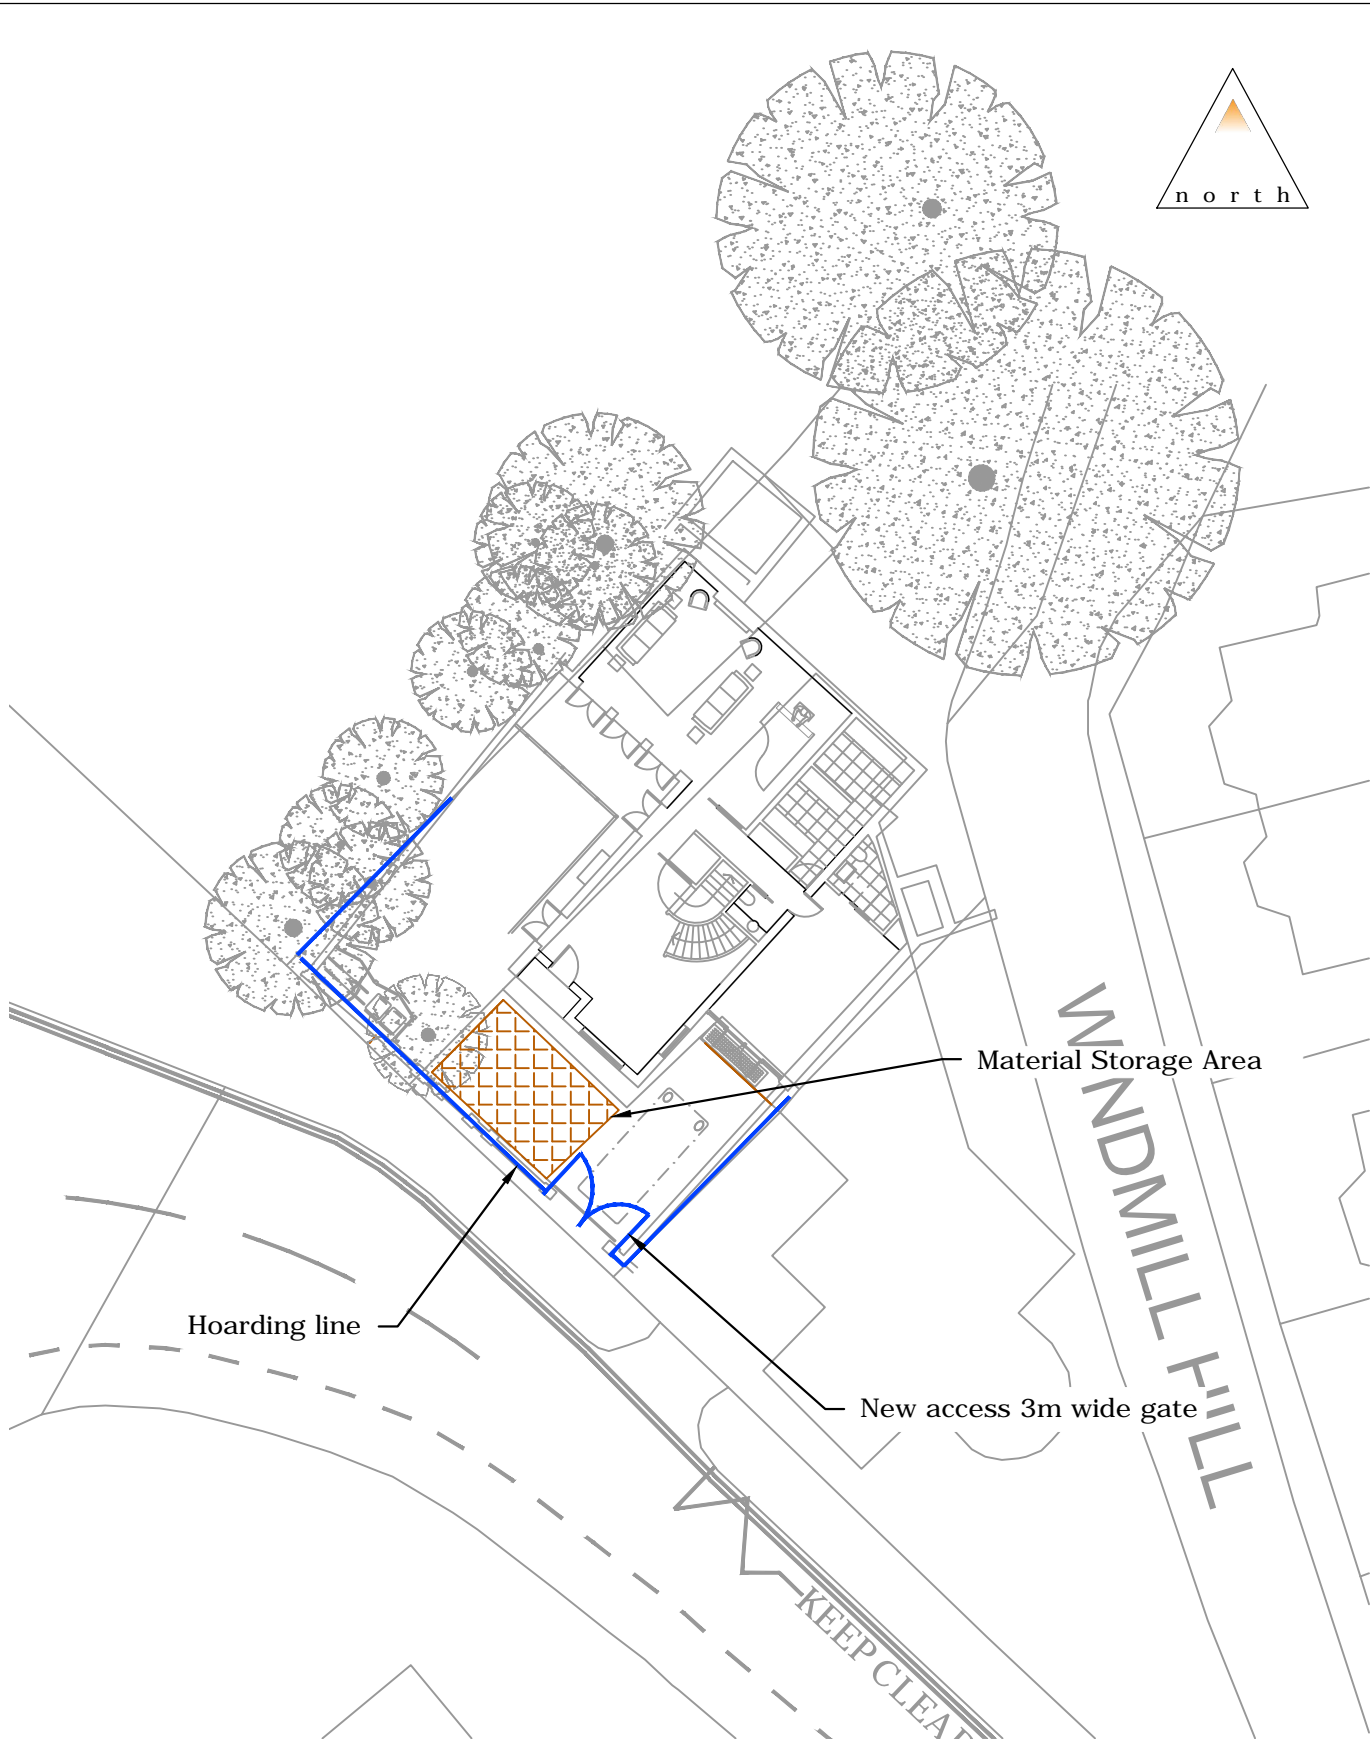 north
Material Storage Area
WINDMILL HILL
Hoarding line
New access 3m wide gate
KEEP CLEAR